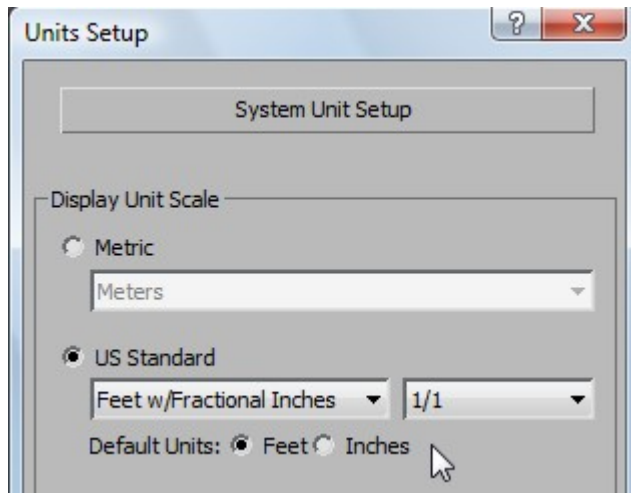 Units Setup
?
System Unit Setup
Display Unit Scale
Metric
Meters
US Standard
Feet w/Fractional Inches 1/1
Default Units: Feet Inches